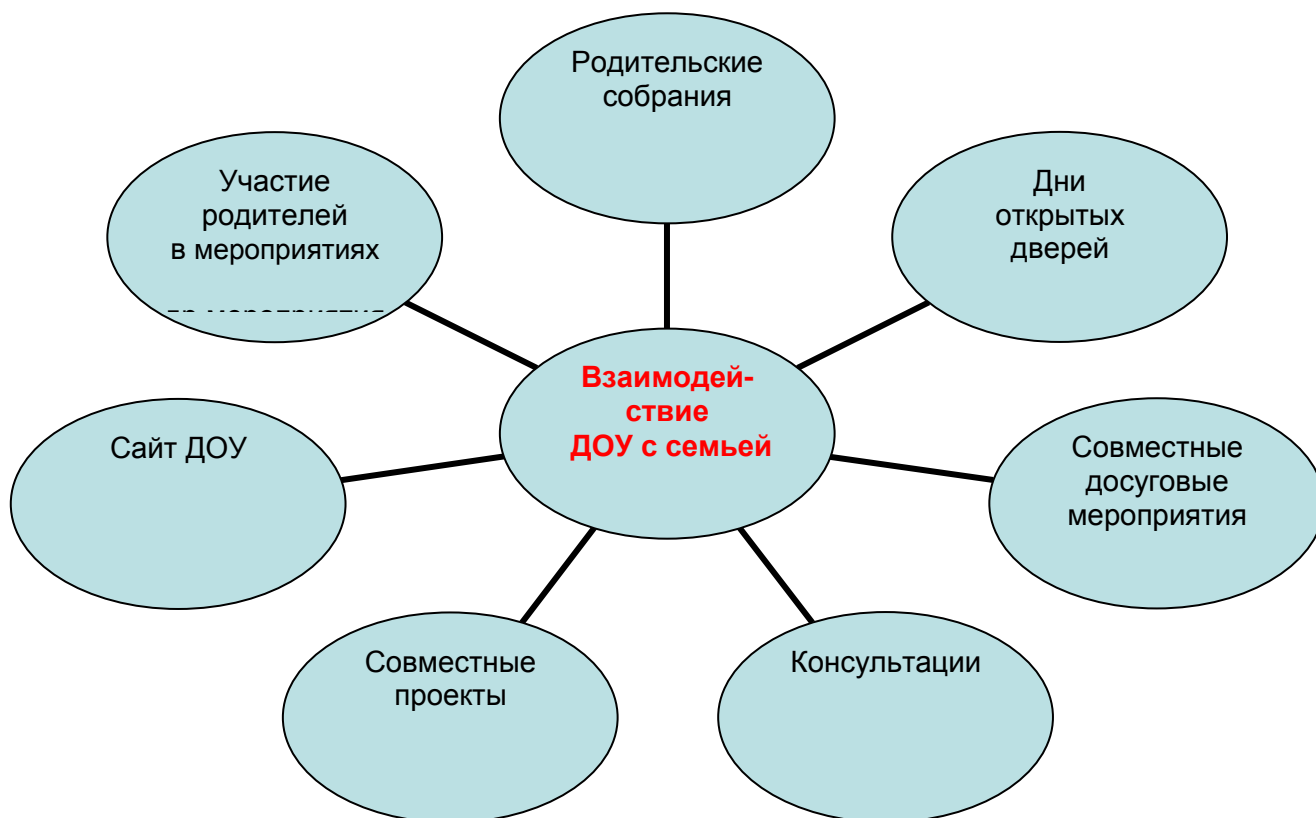 Родительские
собрания
Участие
родителей
в мероприятиях
Дни
открытых
дверей
Взаимодей-
ствие
ДОУ с семьей
Сайт ДОУ
Совместные
досуговые
мероприятия
Совместные
проекты
Консультации